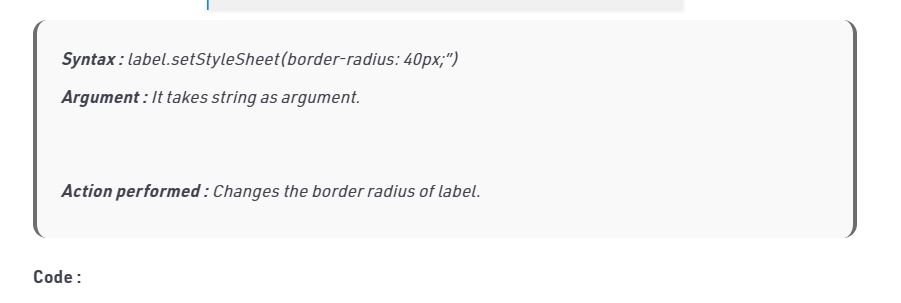 Syntax : label.setStyleSheet(border-radius: 40px;”)
Argument : It takes string as argument.
Action performed : Changes the border radius of label.
Code :